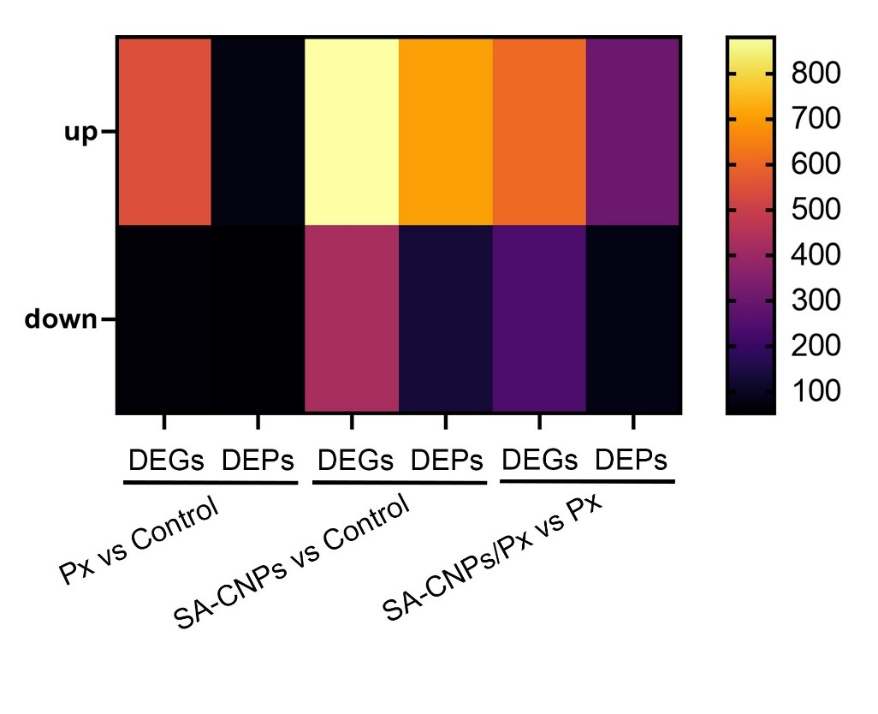 up
down
800
700
600
500
400
300
200
100
DEGs DEPs DEGs DEPs DEGs DEPs
Px vs Control
SA-CNPs vs Control
SA-CNPs/Px vs Px